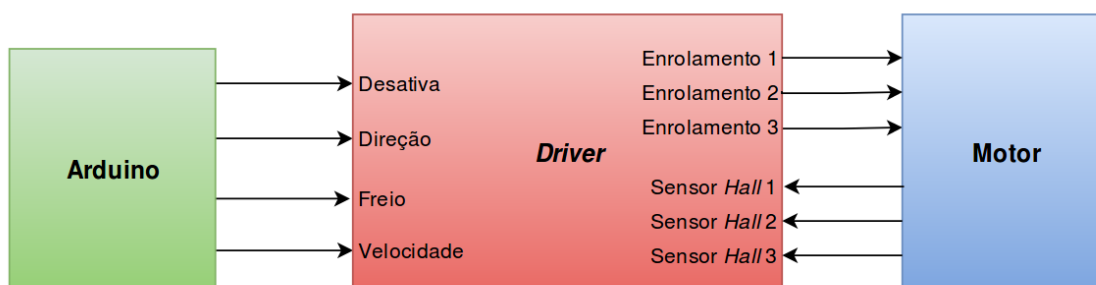 Arduino
Desativa
Direção
Freio
Velocidade
Driver
Enrolamento 1
Enrolamento 2
Enrolamento 3
Sensor Hall 1
Sensor Hall 2
Sensor Hall 3
Motor